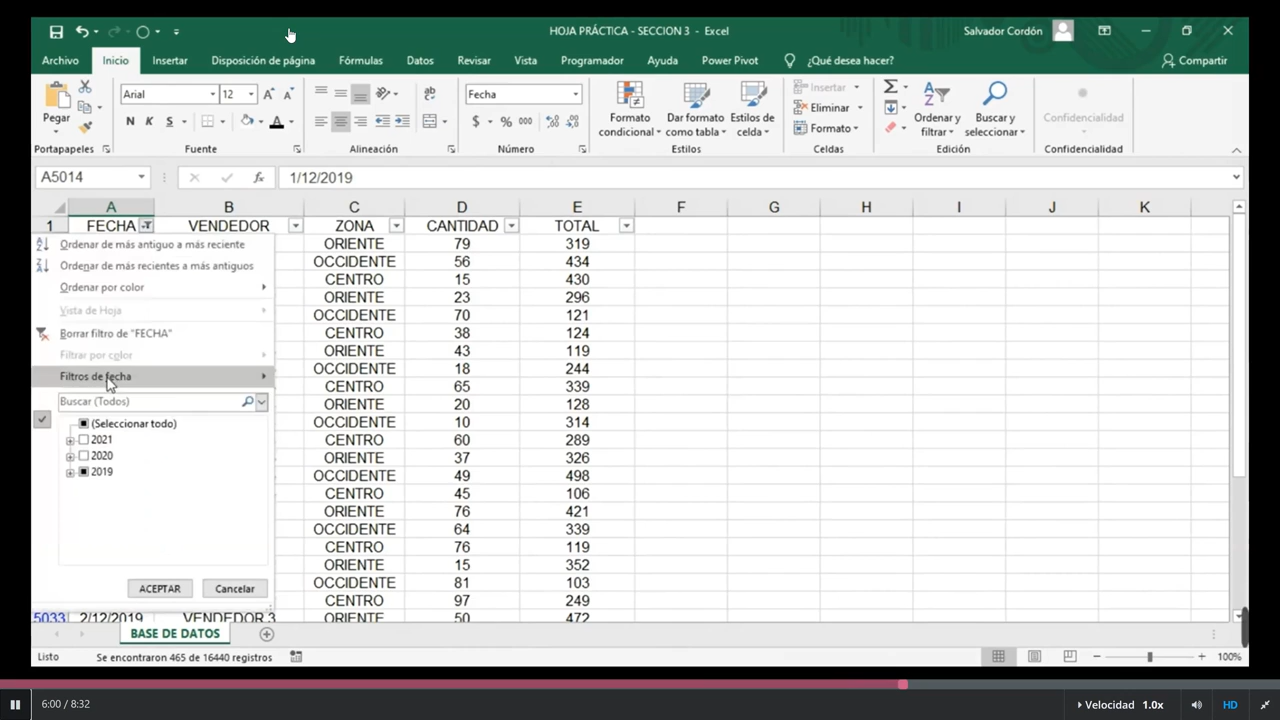 HOJA PRÁCTICA - SECCION 3 - Excel
Salvador Cordón
Archivo Inicio Insertar Disposición de página Fórmulas Datos Revisar Vista Programador Ayuda Power Pivot ¿Qué desea hacer? Compartir
Pegar
Portapapeles
Arial 12
N K S
Fuente
Alineación
Fecha
$ % 000
Número
Formato condicional
Dar formato como tabla
Estilos de celda
Estilos
Insertar
Eliminar
Formato
Celdas
Ordenar y filtrar
Buscar y seleccionar
Edición
Confidencialidad
Confidencialidad
A5014 fx 1/12/2019
A B C D E F G H I J K
1 FECHA VENDEDOR ZONA CANTIDAD TOTAL
Ordenar de más antiguo a más reciente
Ordenar de más recientes a más antiguos
Ordenar por color
Vista de Hoja
Borrar filtro de "FECHA"
Filtrar por color
Filtros de fecha
Buscar (Todos)
(Seleccionar todo)
2021
2020
2019
ACEPTAR Cancelar
ORIENTE 79 319
OCCIDENTE 56 434
CENTRO 15 430
ORIENTE 23 296
OCCIDENTE 70 121
CENTRO 38 124
ORIENTE 43 119
OCCIDENTE 18 244
CENTRO 65 339
ORIENTE 20 128
OCCIDENTE 10 314
CENTRO 60 289
ORIENTE 37 326
OCCIDENTE 49 498
CENTRO 45 106
ORIENTE 76 421
OCCIDENTE 64 339
CENTRO 76 119
ORIENTE 15 352
OCCIDENTE 81 103
CENTRO 97 249
5033 2/12/2019 VENDEDOR 3 ORIENTE 50 472
BASE DE DATOS
Listo Se encontraron 465 de 16440 registros 100%
6:00 / 8:32 Velocidad 1.0x HD